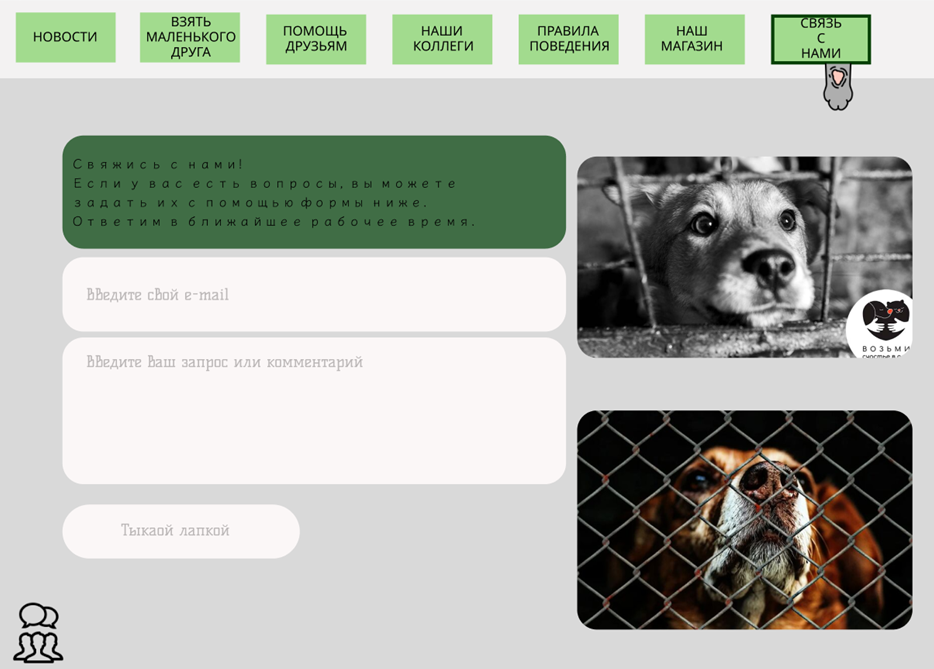 НОВОСТИ
ВЗЯТЬ
МАЛЕНЬКОГО
ДРУГА
ПОМОЩЬ
ДРУЗЬЯМ
НАШИ
КОЛЛЕГИ
ПРАВИЛА
ПОВЕДЕНИЯ
НАШ
МАГАЗИН
СВЯЗЬ
С
НАМИ
Свяжись с нами!
Если у вас есть вопросы, вы можете
задать их с помощью формы ниже.
Ответим в ближайшее рабочее время.
Введите свой e-mail
Введите Ваш запрос или комментарий
Тыкаой лапкой
ВОЗЬМИ